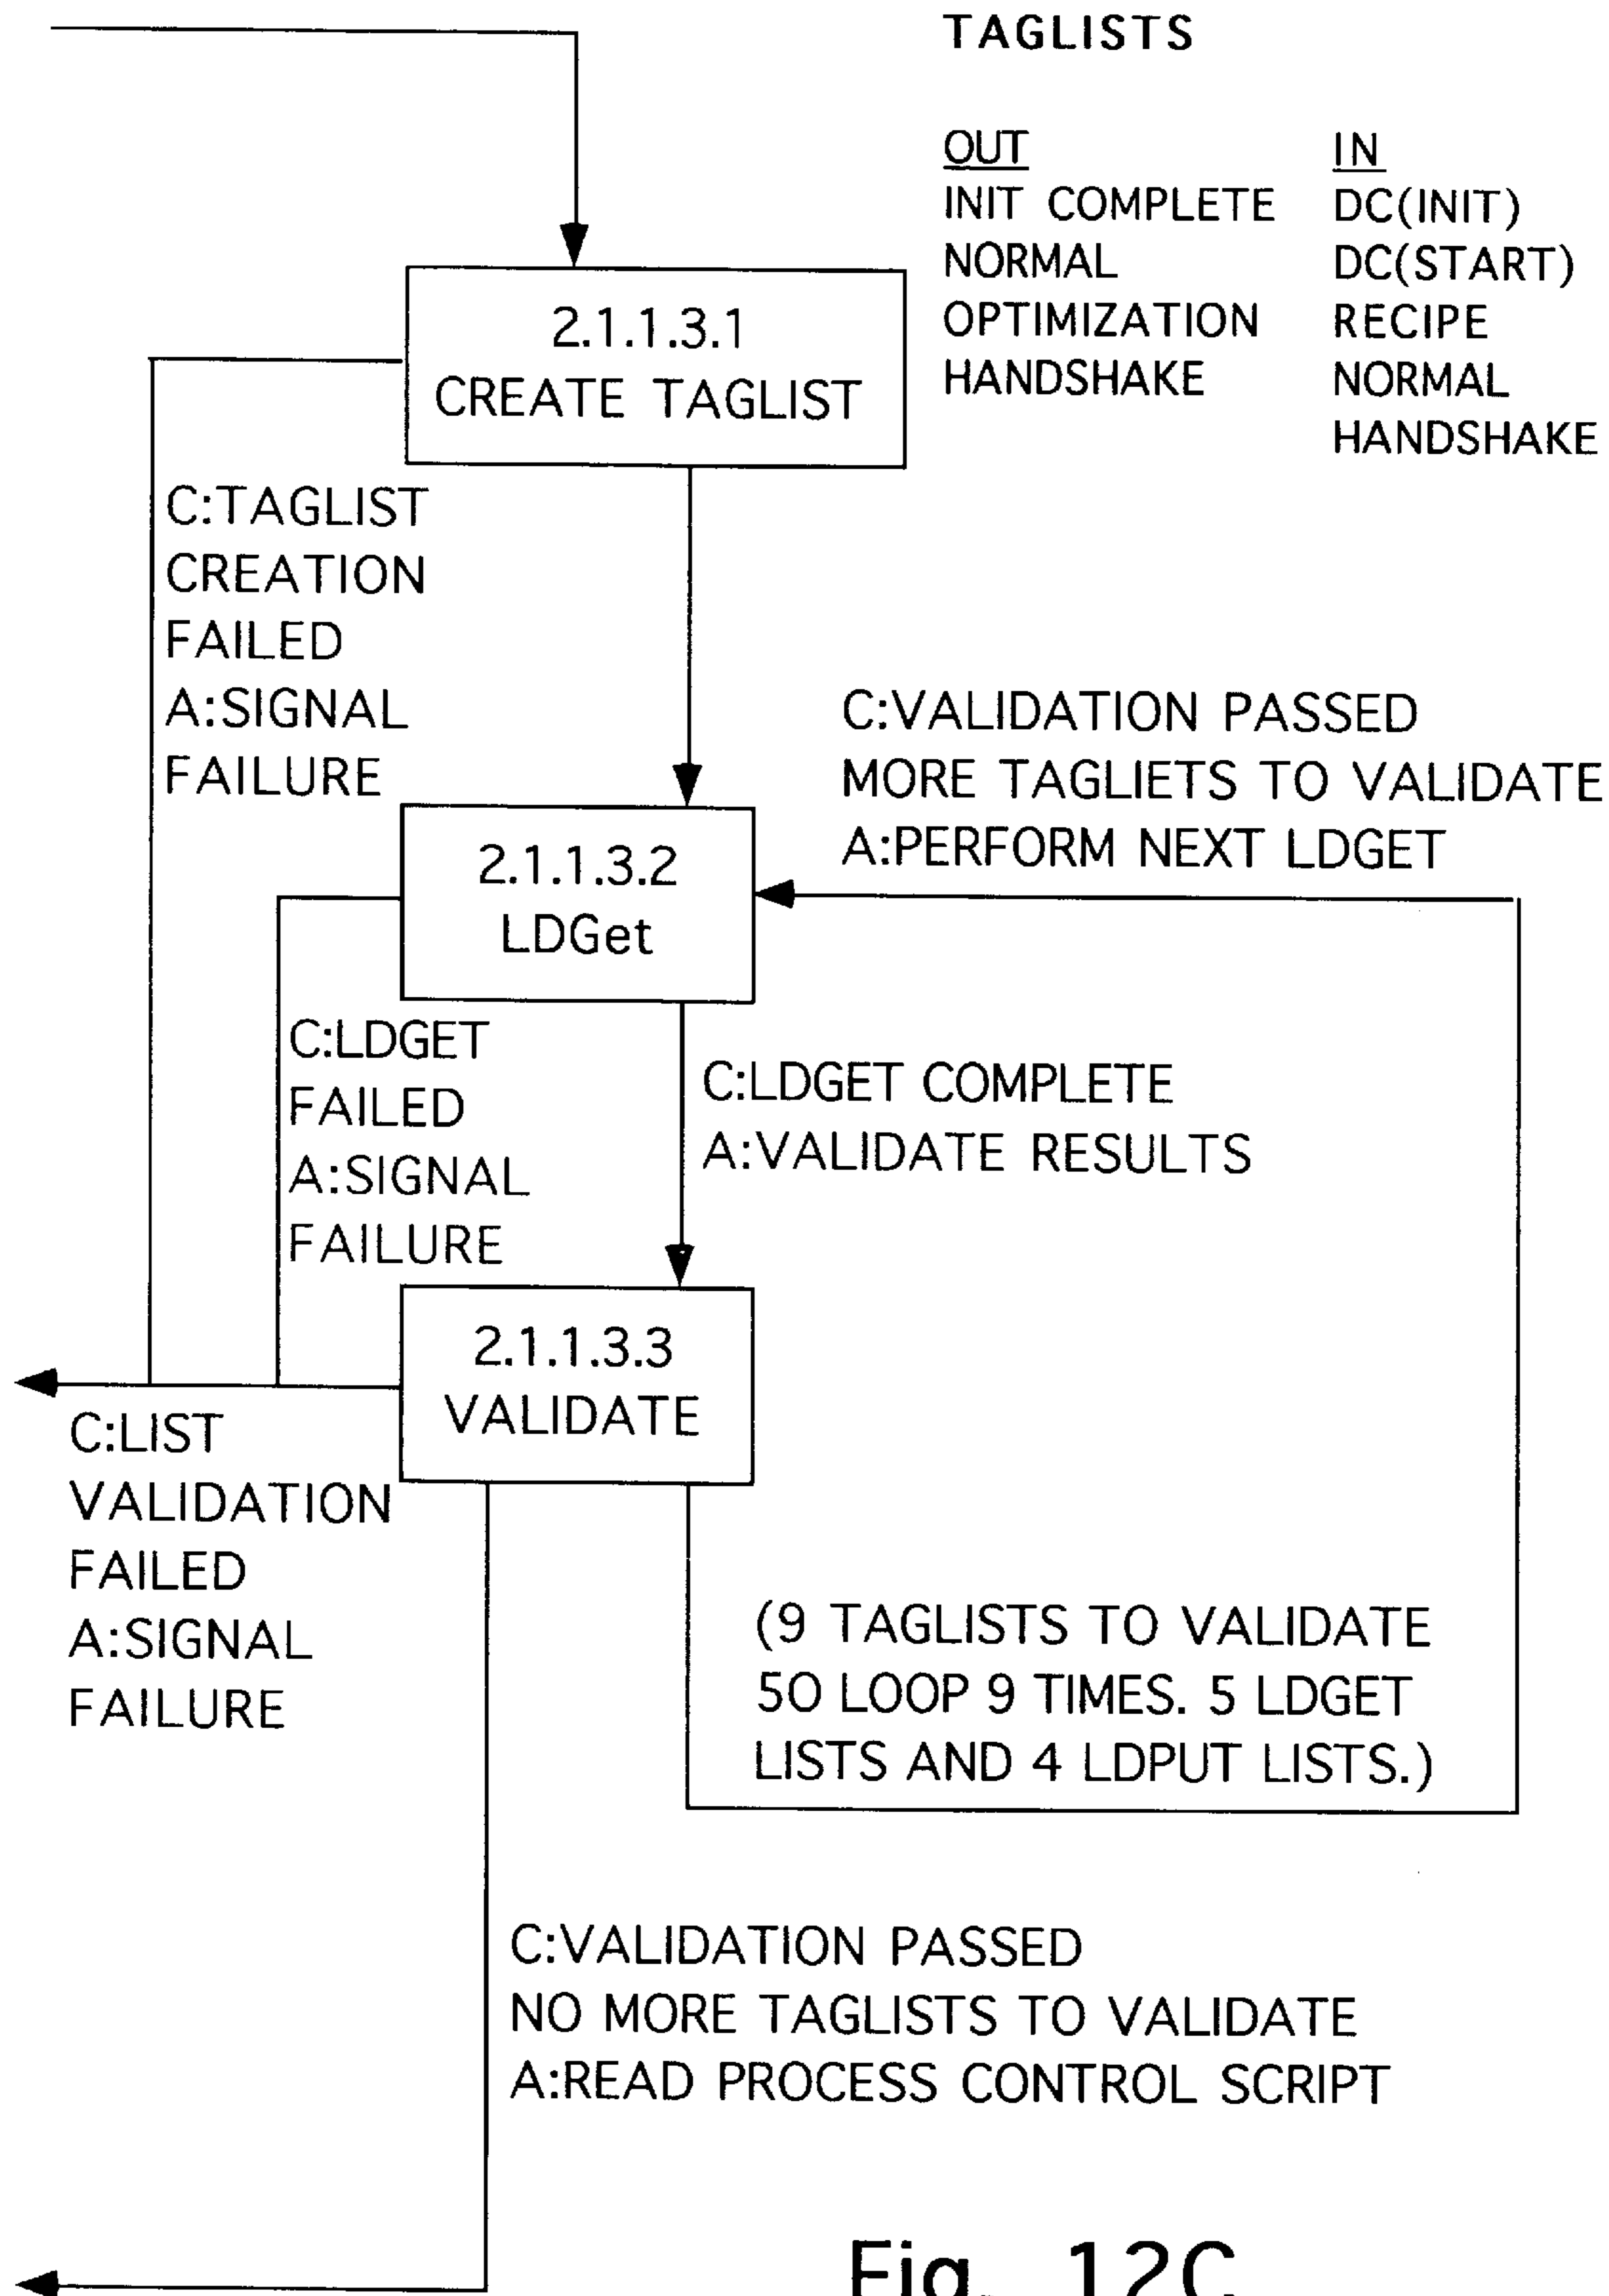 TAGLISTS
OUT IN
INIT COMPLETE DC(INIT)
NORMAL DC(START)
OPTIMIZATION RECIPE
HANDSHAKE NORMAL
HANDSHAKE
2.1.1.3.1
CREATE TAGLIST
C:TAGLIST
CREATION
FAILED
A:SIGNAL
FAILURE
C:VALIDATION PASSED
MORE TAGLIETS TO VALIDATE
A:PERFORM NEXT LDGET
2.1.1.3.2
LDGet
C:LDGET
FAILED
A:SIGNAL
FAILURE
C:LDGET COMPLETE
A:VALIDATE RESULTS
2.1.1.3.3
VALIDATE
C:LIST
VALIDATION
FAILED
A:SIGNAL
FAILURE
(9 TAGLISTS TO VALIDATE
50 LOOP 9 TIMES. 5 LDGET
LISTS AND 4 LDPUT LISTS.)
C:VALIDATION PASSED
NO MORE TAGLISTS TO VALIDATE
A:READ PROCESS CONTROL SCRIPT
Fig. 12C